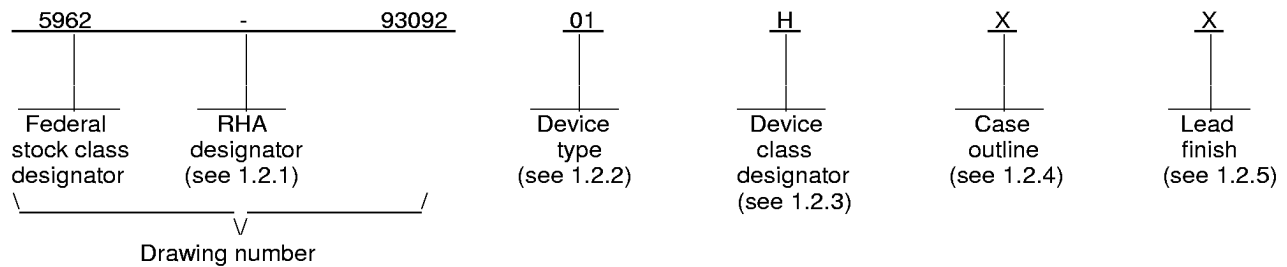 5962 - 93092 01 H X X
Federal RHA Device Device Case Lead
stock class designator type class outline finish
designator (see 1.2.1) (see 1.2.2) designator (see 1.2.4) (see 1.2.5)
(see 1.2.3)
Drawing number